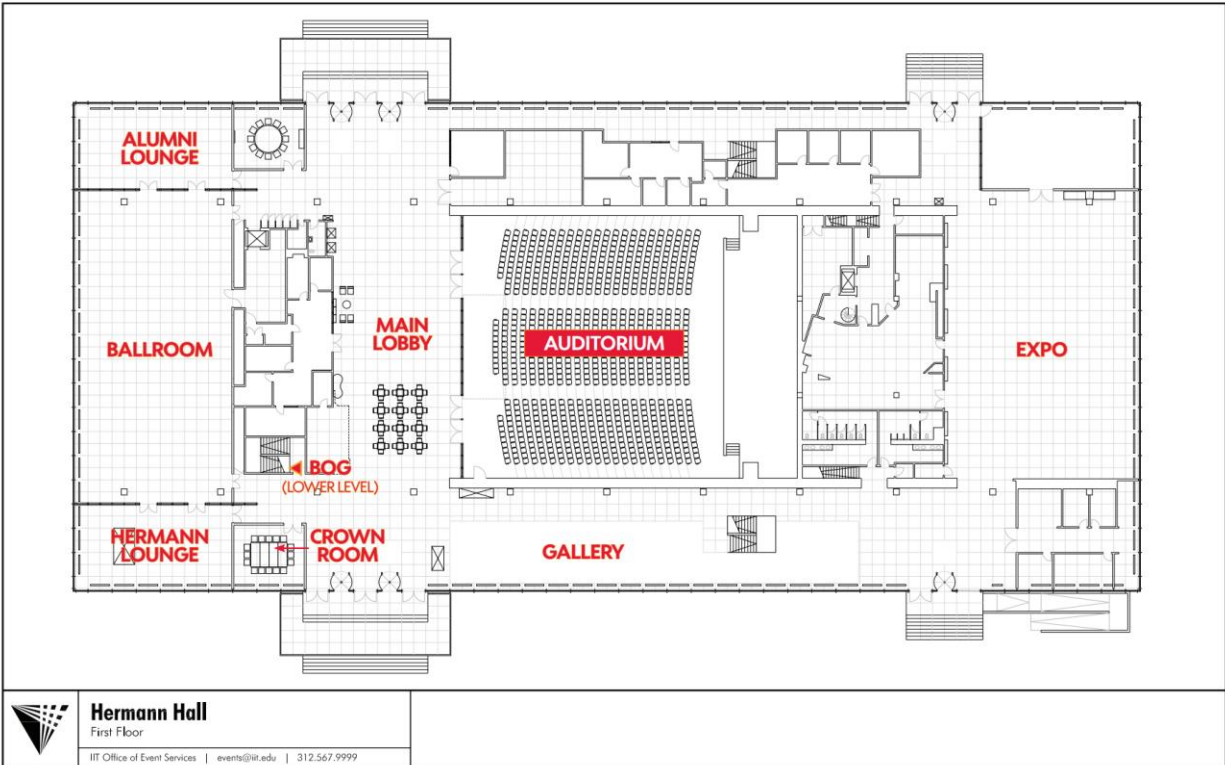 ALUMNI
LOUNGE
BALLROOM
MAIN
LOBBY
AUDITORIUM
EXPO
BOG
(LOWER LEVEL)
HERMANN
LOUNGE
CROWN
ROOM
GALLERY
Hermann Hall
First Floor
IIT Office of Event Services | events@iit.edu | 312.567.9999